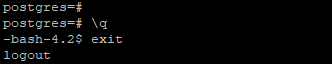 postgres=#
postgres=# \q
-bash-4.2$ exit
logout